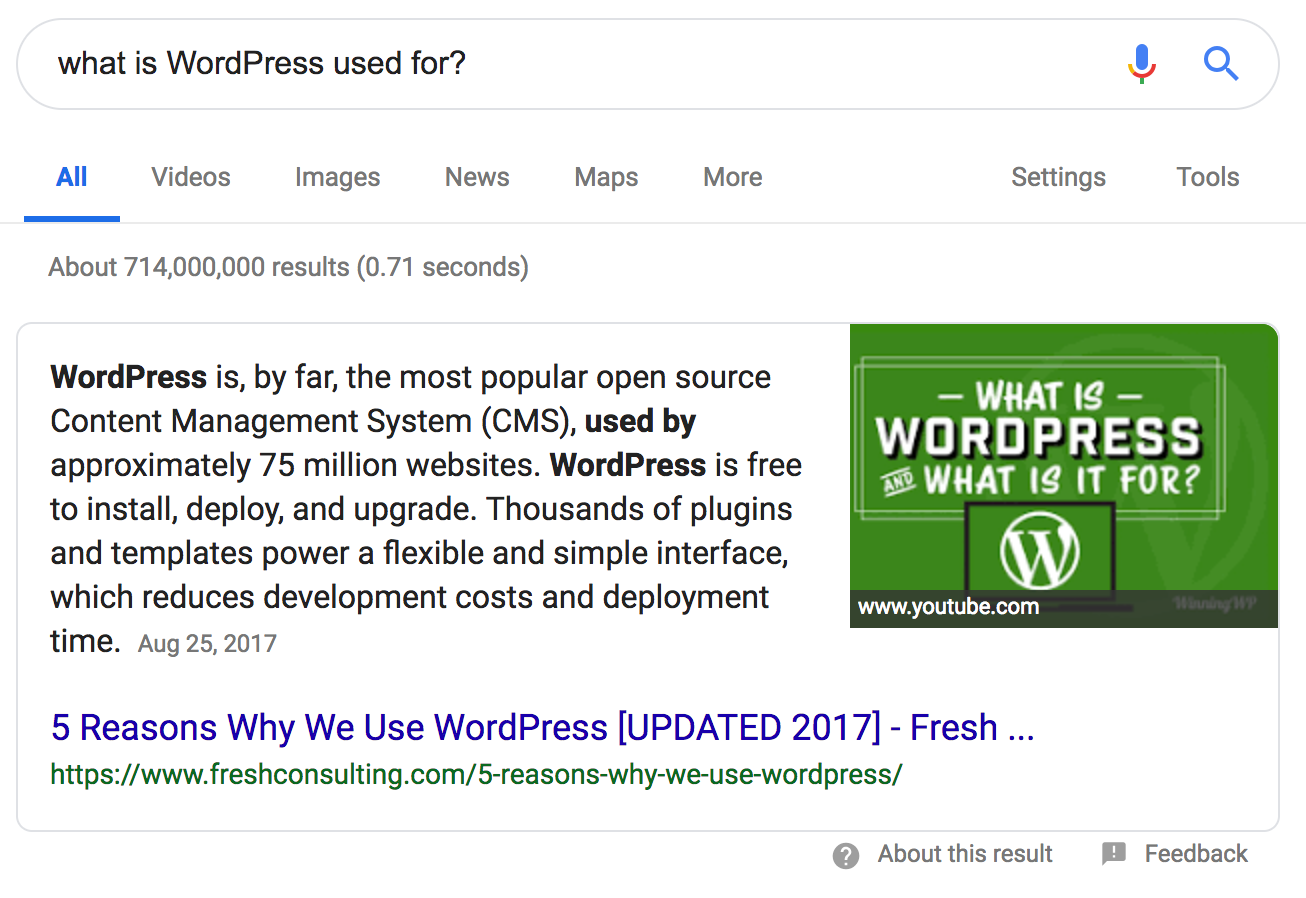 what is WordPress used for?
All Videos Images News Maps More Settings Tools
About 714,000,000 results (0.71 seconds)
WordPress is, by far, the most popular open source
Content Management System (CMS), used by
approximately 75 million websites. WordPress is free
to install, deploy, and upgrade. Thousands of plugins
and templates power a flexible and simple interface,
which reduces development costs and deployment
time. Aug 25, 2017
— WHAT IS —
WORDPRESS
AND WHAT IS IT FOR?
W
www.youtube.com
WinningWP
5 Reasons Why We Use WordPress [UPDATED 2017] - Fresh ...
https://www.freshconsulting.com/5-reasons-why-we-use-wordpress/
? About this result ! Feedback